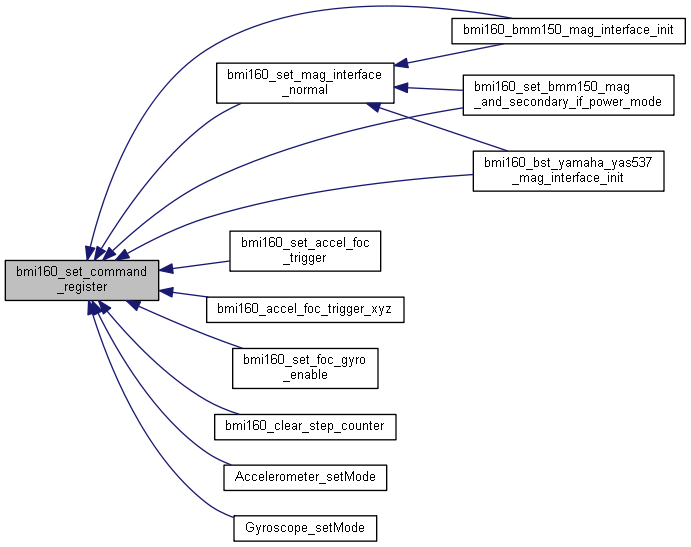 bmi160_bmm150_mag_interface_init
bmi160_set_mag_interface
_normal
bmi160_set_bmm150_mag
_and_secondary_if_power_mode
bmi160_bst_yamaha_yas537
_mag_interface_init
bmi160_set_accel_foc
_trigger
bmi160_set_command
_register
bmi160_accel_foc_trigger_xyz
bmi160_set_foc_gyro
_enable
bmi160_clear_step_counter
Accelerometer_setMode
Gyroscope_setMode